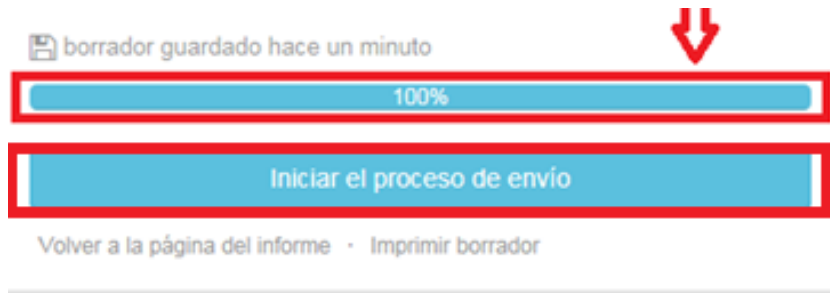 borrador guardado hace un minuto
100%
Iniciar el proceso de envío
Volver a la página del informe · Imprimir borrador